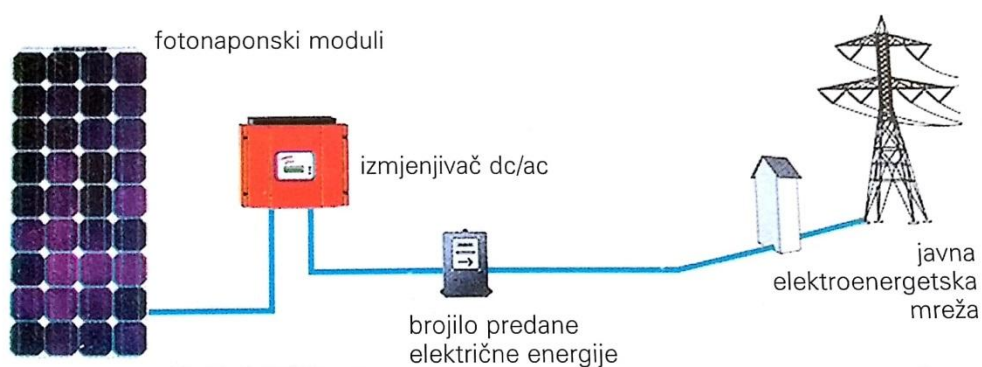 fotonaponski moduli
izmjenjivač dc/ac
brojilo predane
električne energije
javna
elektroenergetska
mreža